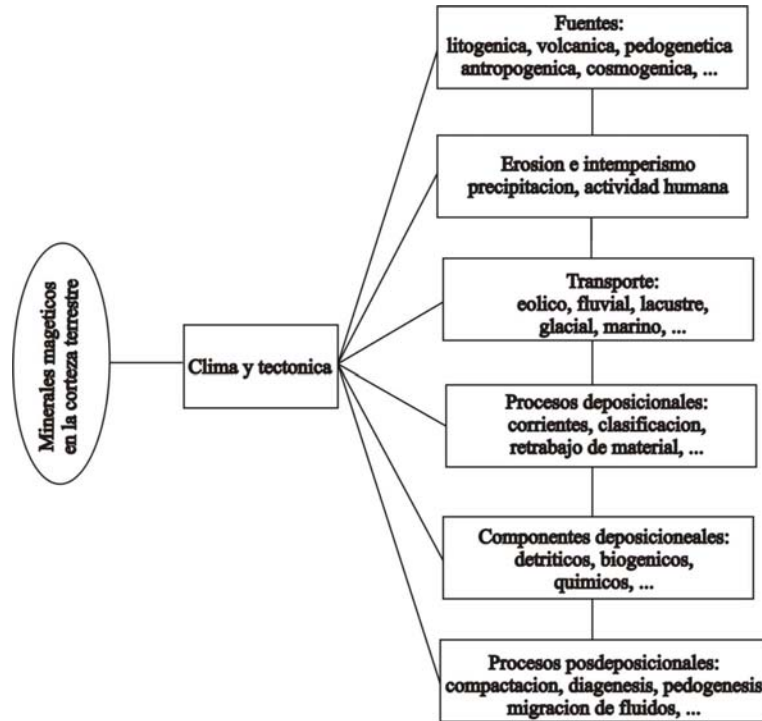 Fuentes:
litogenica, volcanica, pedogenetica
antropogenica, cosmogenica, ...
Erosion e intemperismo
precipitacion, actividad humana
Transporte:
eolico, fluvial, lacustre,
glacial, marino, ...
Minerales mageticos
en la corteza terrestre
Clima y tectonica
Procesos deposicionales:
corrientes, clasificacion,
retrabajo de material, ...
Componentes deposicioneales:
detriticos, biogenicos,
quimicos, ...
Procesos posdeposicionales:
compactacion, diagenesis, pedogenesis
migracion de fluidos, ...